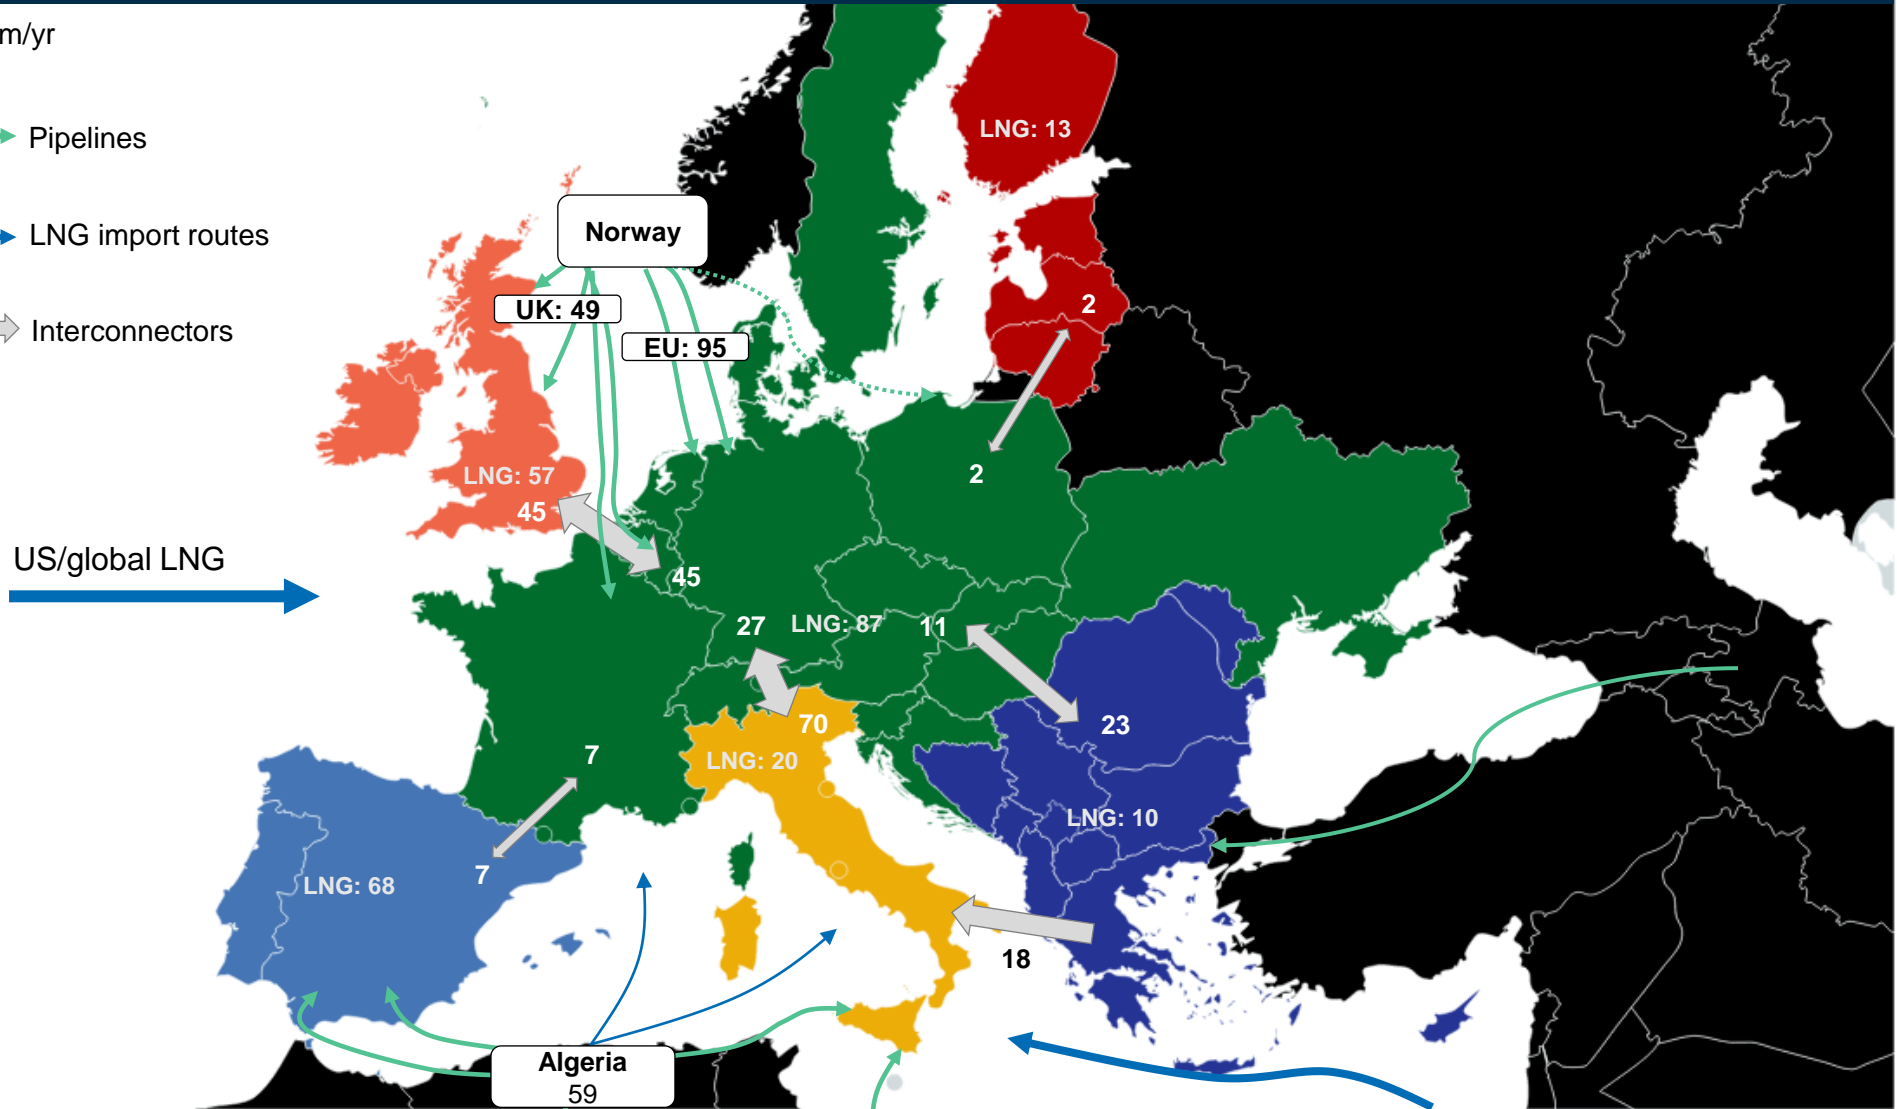 m/yr
Pipelines
LNG import routes
Interconnectors
US/global LNG
Norway
UK: 49
EU: 95
LNG: 13
2
2
LNG: 57
45
45
27
LNG: 87
11
70
LNG: 20
23
LNG: 10
7
7
LNG: 68
18
Algeria
59